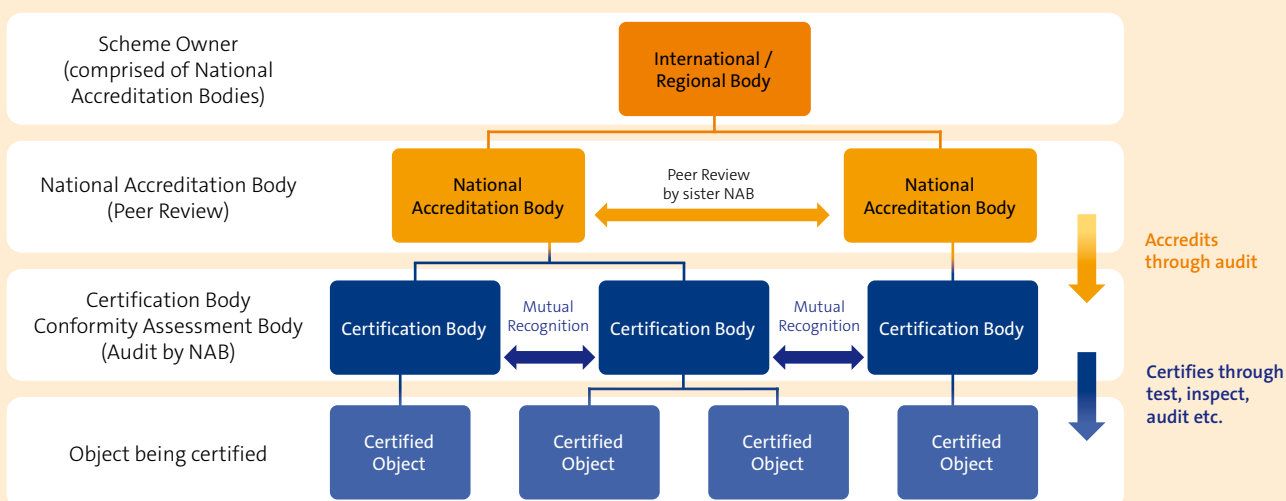 Scheme Owner
(comprised of National
Accreditation Bodies)
International /
Regional Body
National Accreditation Body
(Peer Review)
National
Accreditation Body
Peer Review
by sister NAB
National
Accreditation Body
Accredits
through audit
Certification Body
Conformity Assessment Body
(Audit by NAB)
Certification Body
Mutual
Recognition
Certification Body
Mutual
Recognition
Certification Body
Certifies through
test, inspect,
audit etc.
Object being certified
Certified
Object
Certified
Object
Certified
Object
Certified
Object